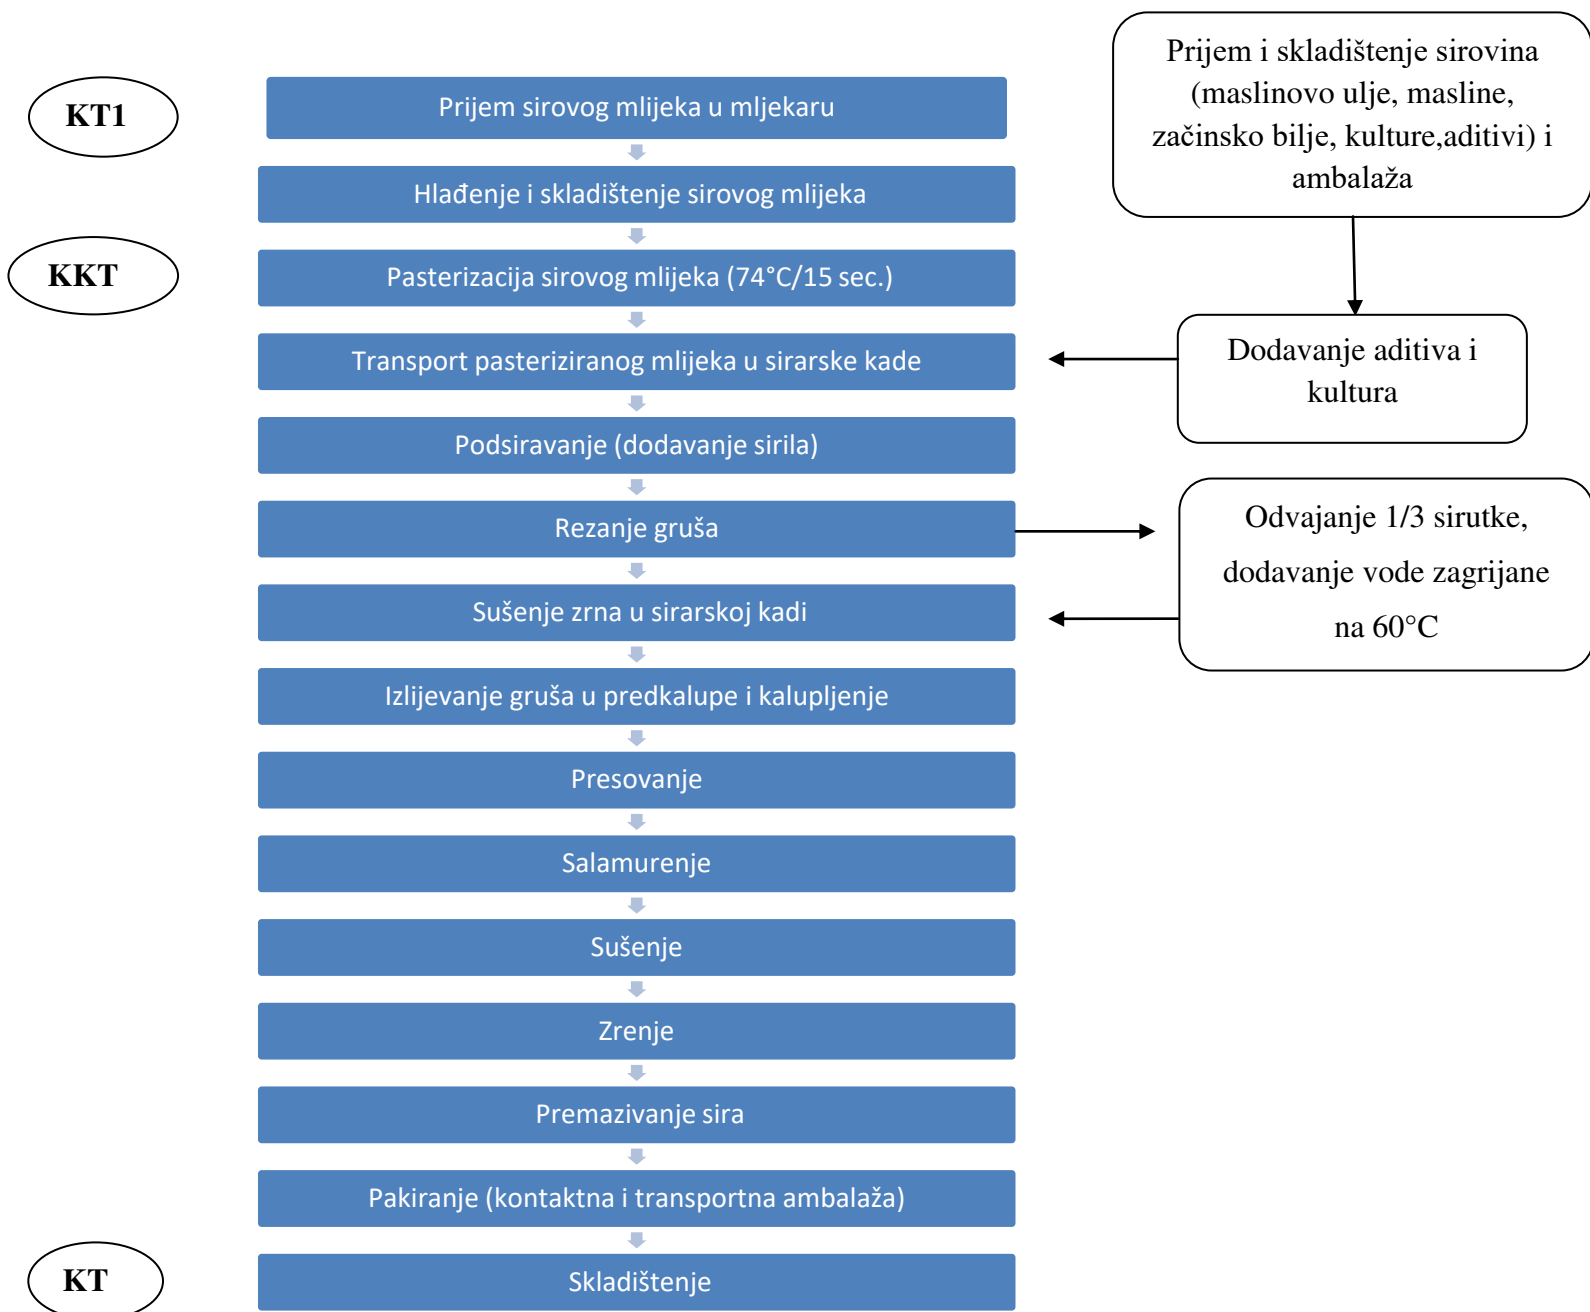 KT1
Prijem sirovog mlijeka u mljekaru
Prijem i skladištenje sirovina
(maslinovo ulje, masline,
začinsko bilje, kulture,aditivi) i
ambalaža
Hlađenje i skladištenje sirovog mlijeka
KKT
Pasterizacija sirovog mlijeka (74°C/15 sec.)
Transport pasteriziranog mlijeka u sirarske kade
Dodavanje aditiva i
kultura
Podsiravanje (dodavanje sirila)
Rezanje gruša
Odvajanje 1/3 sirutke,
dodavanje vode zagrijane
na 60°C
Sušenje zrna u sirarskoj kadi
Izlijevanje gruša u predkalupe i kalupljenje
Presovanje
Salamurenje
Sušenje
Zrenje
Premazivanje sira
Pakiranje (kontaktna i transportna ambalaža)
KT
Skladištenje